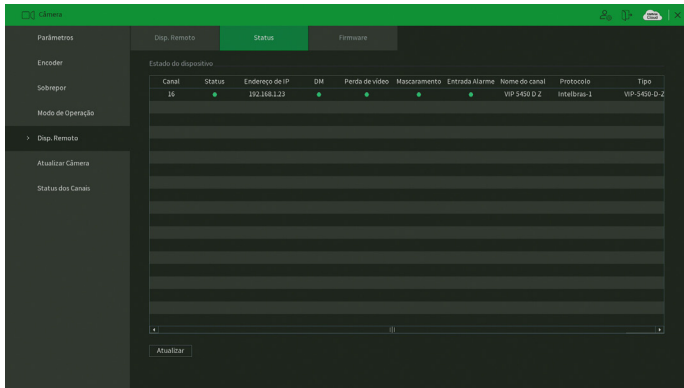 Câmera
Parâmetros
Encoder
Sobrepor
Modo de Operação
Disp. Remoto
Atualizar Câmera
Status dos Canais
Disp. Remoto Status Firmware
Estado do dispositivo
Canal Status Endereço de IP DM Perda de vídeo Mascaramento Entrada Alarme Nome do canal Protocolo Tipo
16 192.168.1.23 VIP 5450 D Z Intelbras-1 VIP-5450-D-Z
Atualizar